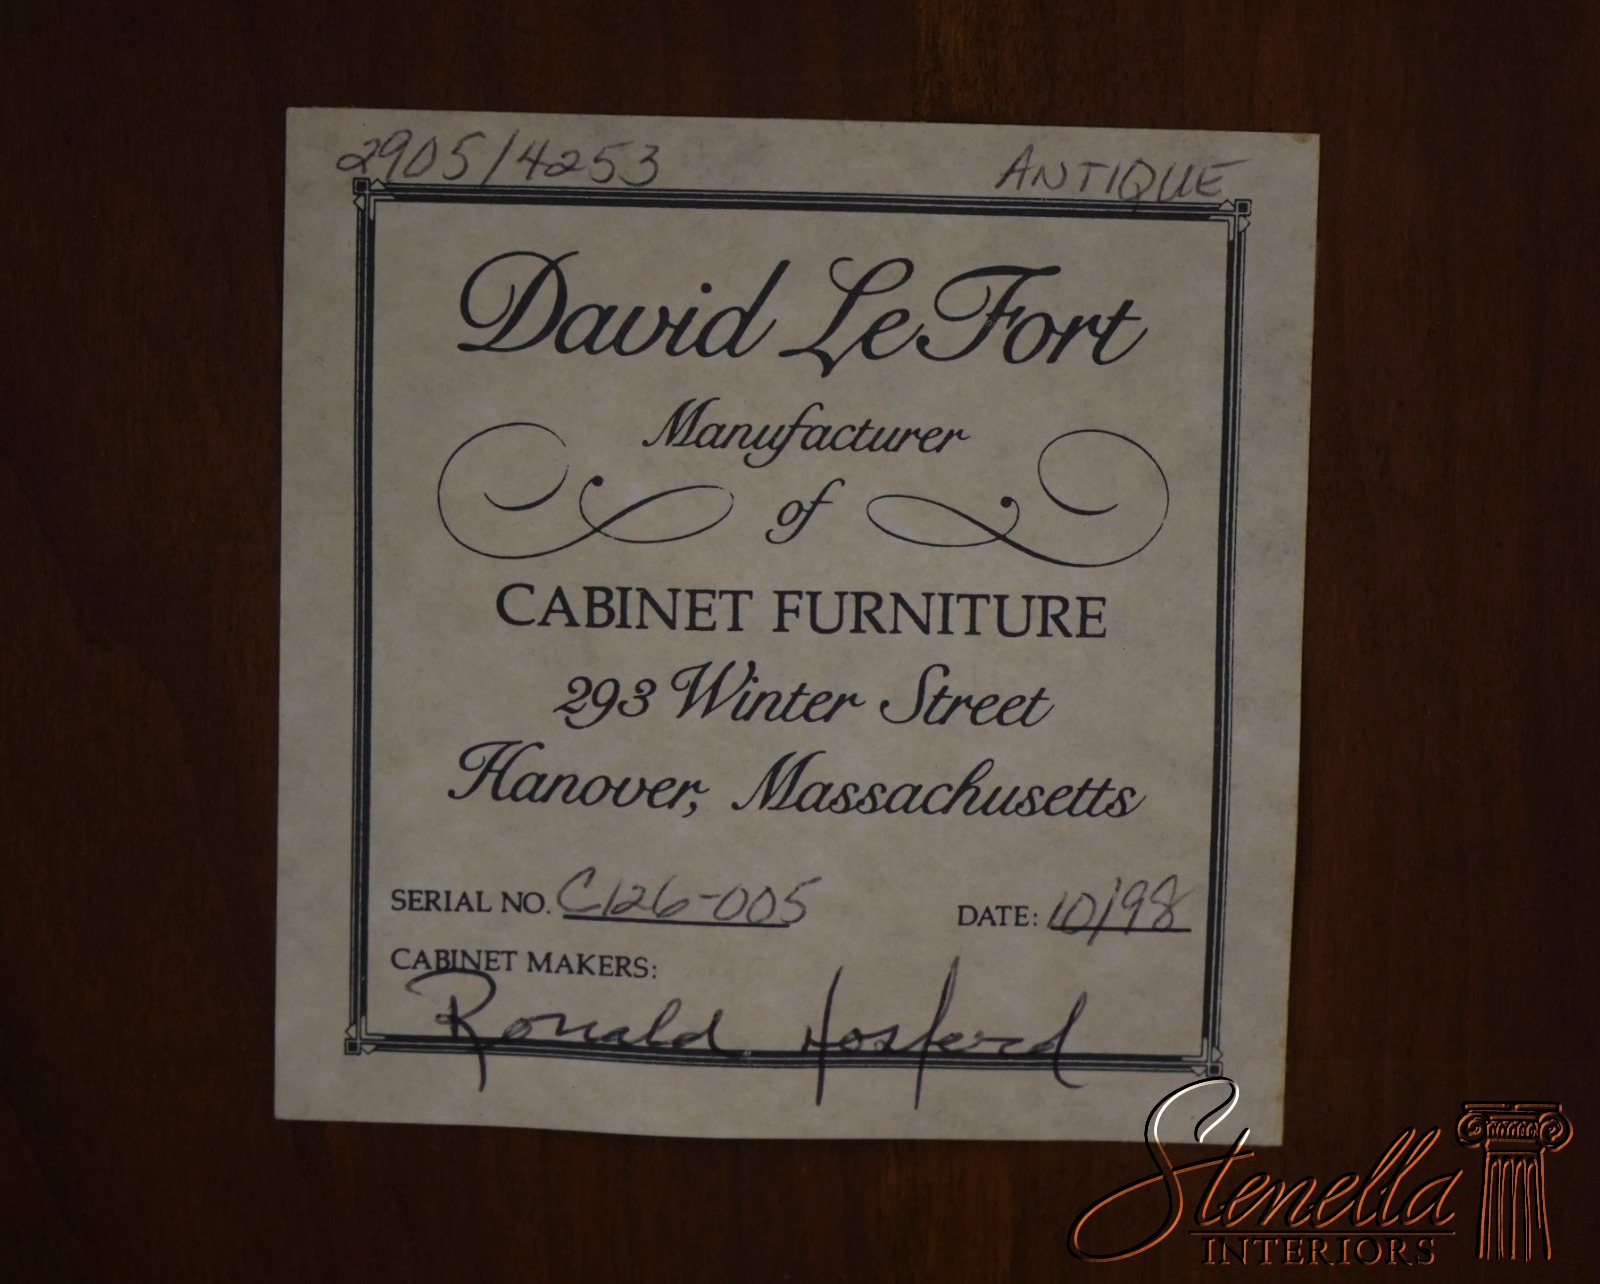 2905/4253 ANTIQUE
David LeFort
Manufacturer
of
CABINET FURNITURE
293 Winter Street
Hanover, Massachusetts
SERIAL NO. C126-005 DATE: 10/98
CABINET MAKERS:
Ronald Hosford
Stenella
INTERIORS